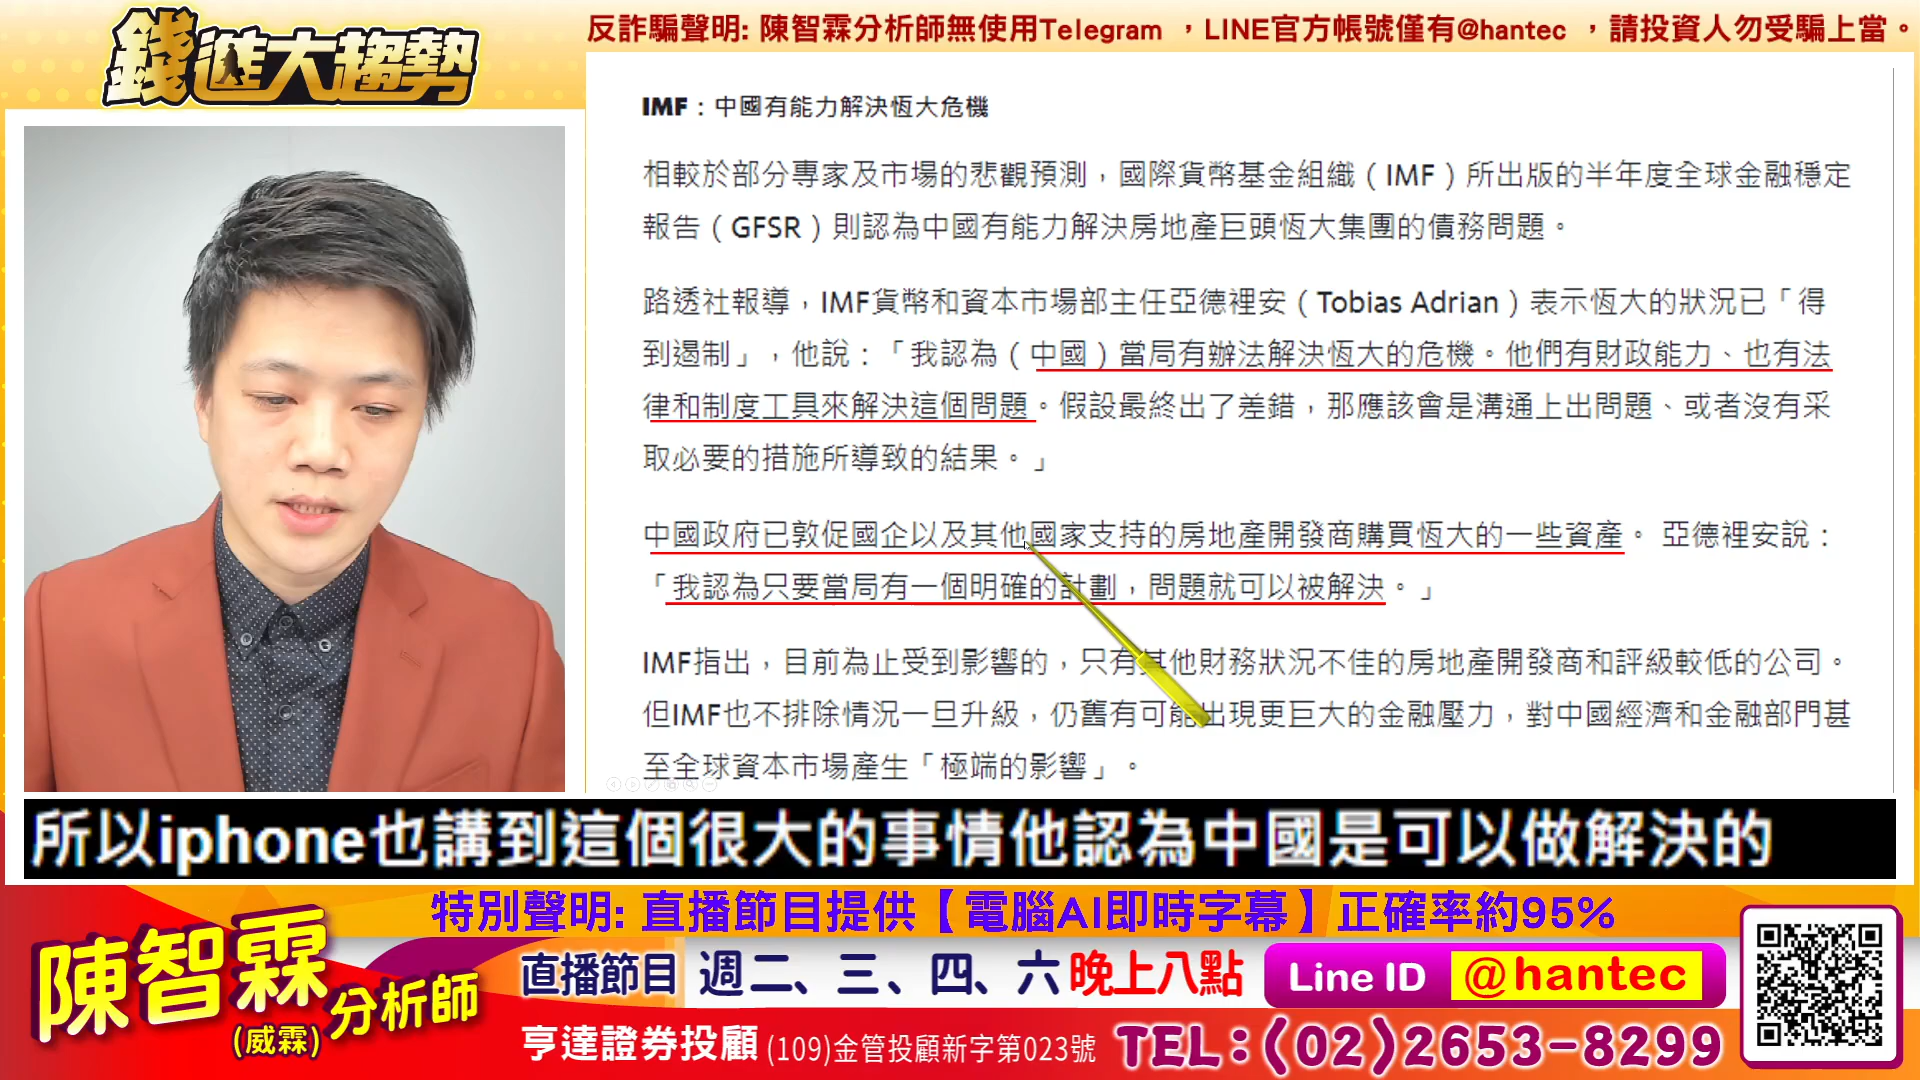 錢進大趨勢
反詐騙聲明: 陳智霖分析師無使用Telegram ，LINE官方帳號僅有@hantec ，請投資人勿受騙上當。
IMF：中國有能力解決恆大危機
相較於部分專家及市場的悲觀預測，國際貨幣基金組織（IMF）所出版的半年度全球金融穩定
報告（GFSR）則認為中國有能力解決房地產巨頭恆大集團的債務問題。
路透社報導，IMF貨幣和資本市場部主任亞德裡安（Tobias Adrian）表示恆大的狀況已「得
到遏制」，他說：「我認為（中國）當局有辦法解決恆大的危機。他們有財政能力、也有法
律和制度工具來解決這個問題。假設最終出了差錯，那應該會是溝通上出問題、或者沒有采
取必要的措施所導致的結果。」
中國政府已敦促國企以及其他國家支持的房地產開發商購買恆大的一些資產。 亞德裡安說：
「我認為只要當局有一個明確的計劃，問題就可以被解決。」
IMF指出，目前為止受到影響的，只有其他財務狀況不佳的房地產開發商和評級較低的公司。
但IMF也不排除情況一旦升級，仍舊有可能出現更巨大的金融壓力，對中國經濟和金融部門甚
至全球資本市場產生「極端的影響」。
所以iphone也講到這個很大的事情他認為中國是可以做解決的
特別聲明: 直播節目提供【電腦AI即時字幕】正確率約95%
陳智霖分析師
(威霖)
直播節目 週二、三、四、六晚上八點
Line ID @hantec
亨達證券投顧 (109)金管投顧新字第023號 TEL:(02)2653-8299